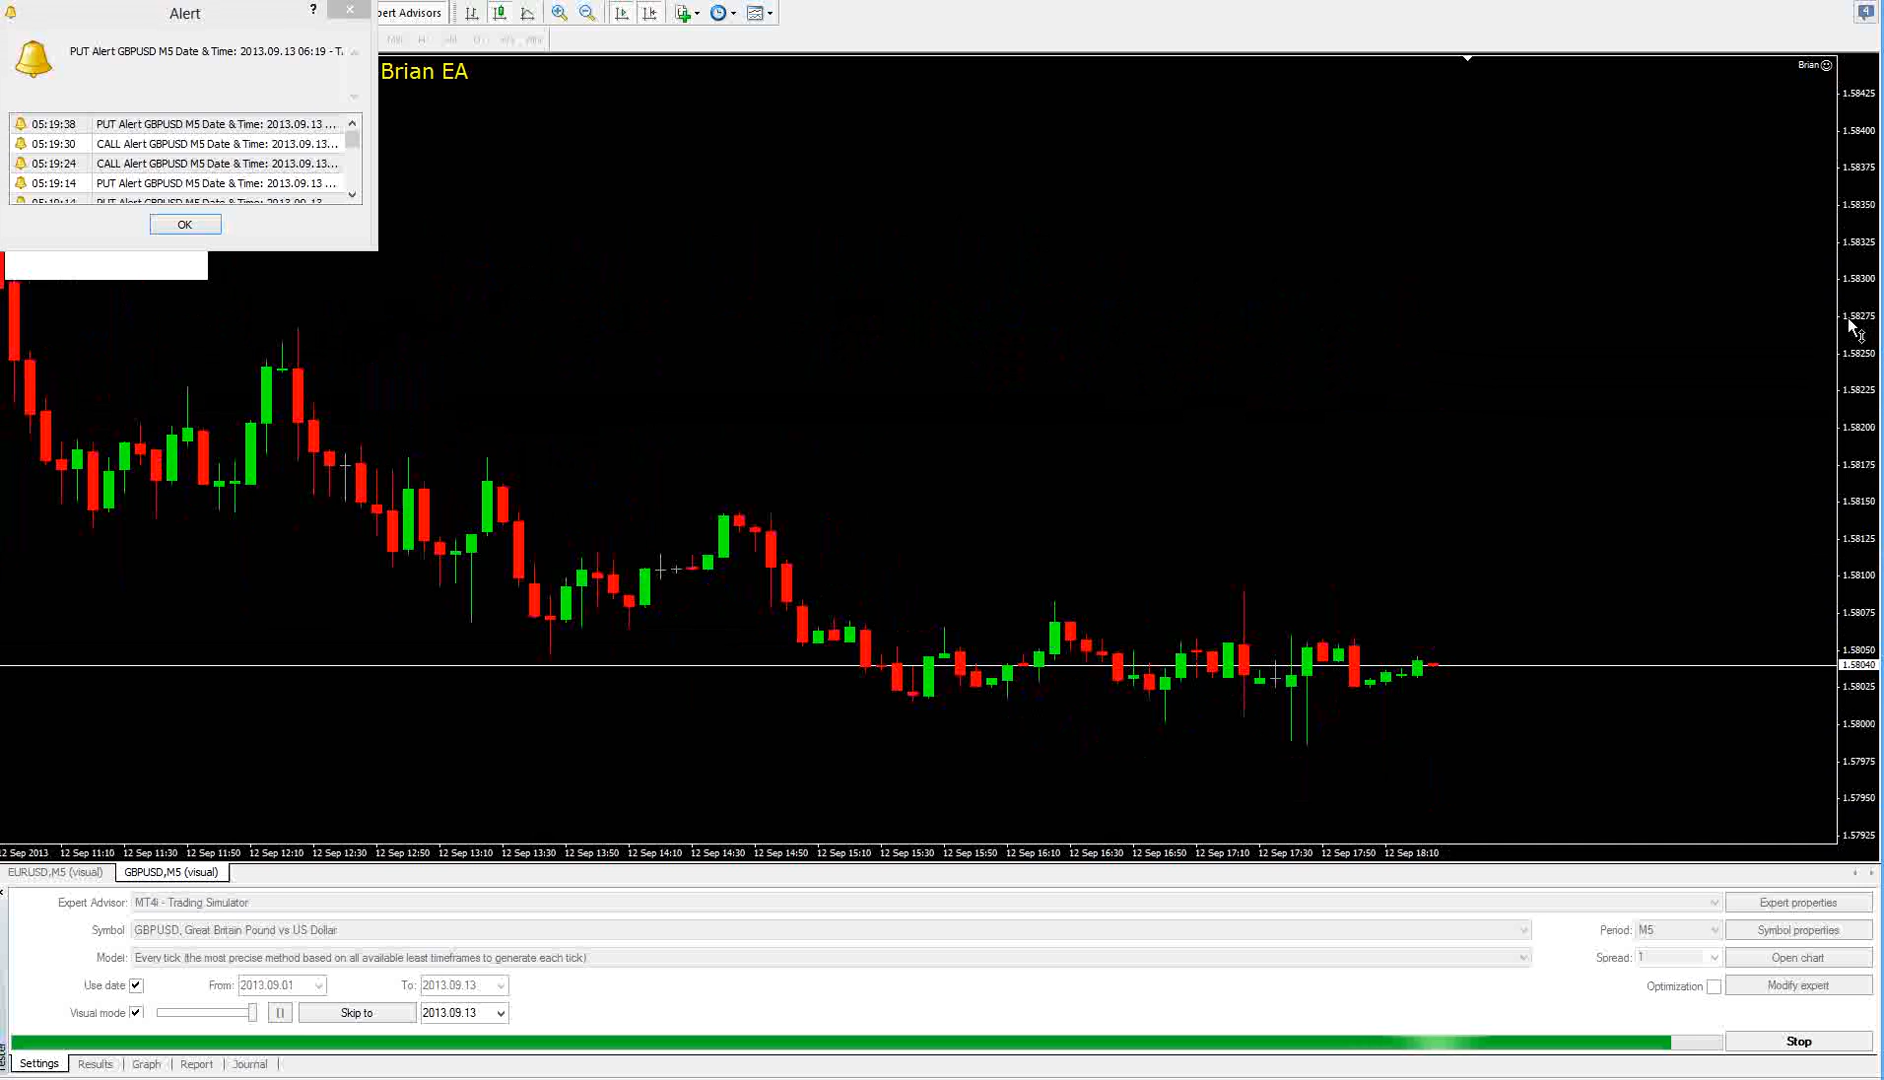 Alert
?
PUT Alert GBPUSD M5 Date & Time: 2013.09.13 06:19 - T.
05:19:38 PUT Alert GBPUSD M5 Date & Time: 2013.09.13 ...
05:19:30 CALL Alert GBPUSD M5 Date & Time: 2013.09.13...
05:19:24 CALL Alert GBPUSD M5 Date & Time: 2013.09.13...
05:19:14 PUT Alert GBPUSD M5 Date & Time: 2013.09.13 ...
OK
pert Advisors
4
Brian EA
Brian
1.58425
1.58400
1.58375
1.58350
1.58325
1.58300
1.58275
1.58250
1.58225
1.58200
1.58175
1.58150
1.58125
1.58100
1.58075
1.58050
1.58040
1.58025
1.58000
1.57975
1.57950
1.57925
12 Sep 2013 12 Sep 11:10 12 Sep 11:30 12 Sep 11:50 12 Sep 12:10 12 Sep 12:30 12 Sep 12:50 12 Sep 13:10 12 Sep 13:30 12 Sep 13:50 12 Sep 14:10 12 Sep 14:30 12 Sep 14:50 12 Sep 15:10 12 Sep 15:30 12 Sep 15:50 12 Sep 16:10 12 Sep 16:30 12 Sep 16:50 12 Sep 17:10 12 Sep 17:30 12 Sep 17:50 12 Sep 18:10
EURUSD,M5 (visual) GBPUSD,M5 (visual)
Expert Advisor: MT4i - Trading Simulator Expert properties
Symbol GBPUSD, Great Britain Pound vs US Dollar Period: M5 Symbol properties
Model: Every tick (the most precise method based on all available least timeframes to generate each tick) Spread: 1 Open chart
Use date From: 2013.09.01 To: 2013.09.13 Optimization Modify expert
Visual mode Skip to 2013.09.13
Stop
Settings Results Graph Report Journal